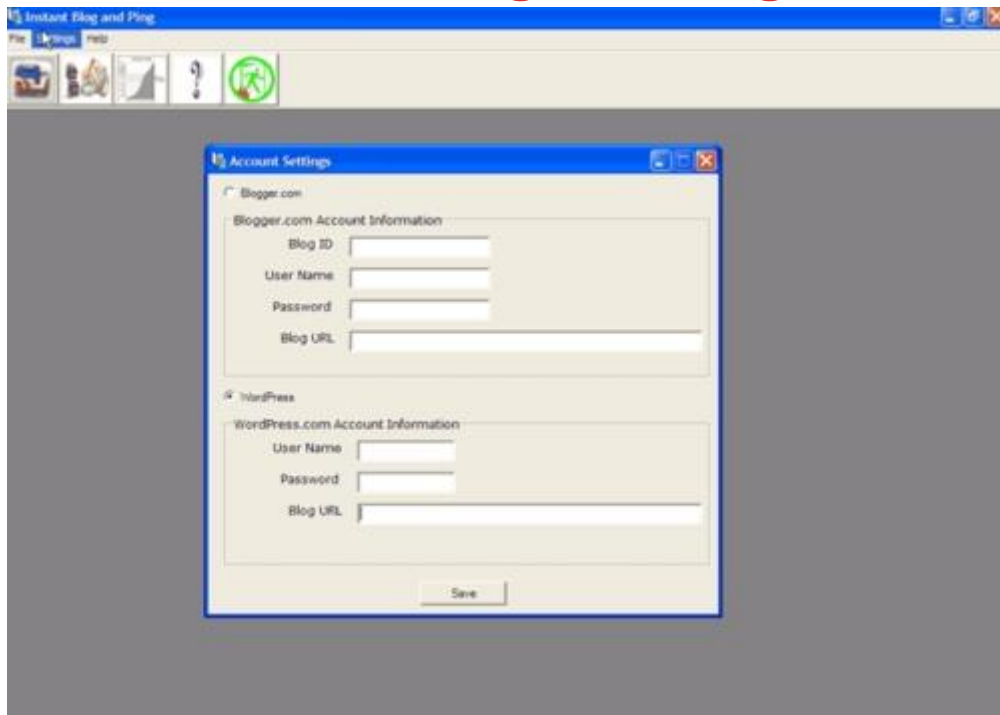 Instant Blog and Ping
File Settings Help
?
Account Settings
Blogger.com
Blogger.com Account Information
Blog ID
User Name
Password
Blog URL
WordPress
WordPress.com Account Information
User Name
Password
Blog URL
Save